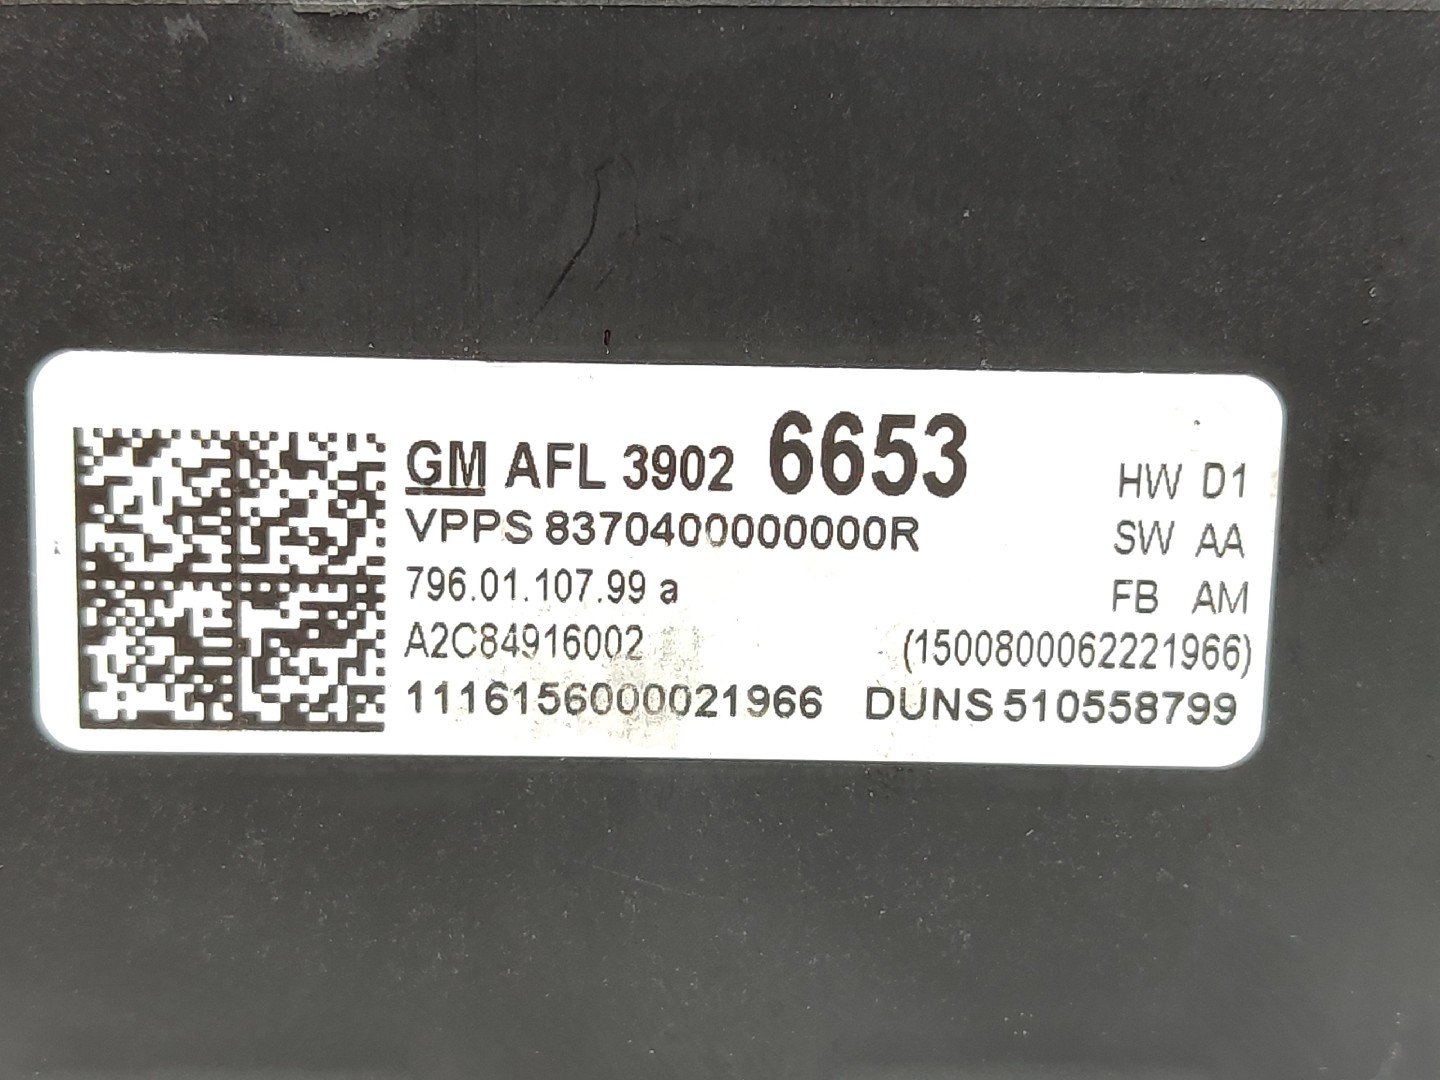 GM AFL 3902 6653
VPPS 8370400000000R
796.01.107.99 a
A2C84916002
1116156000021966
HW D1
SW AA
FB AM
(1500800062221966)
DUNS 510558799